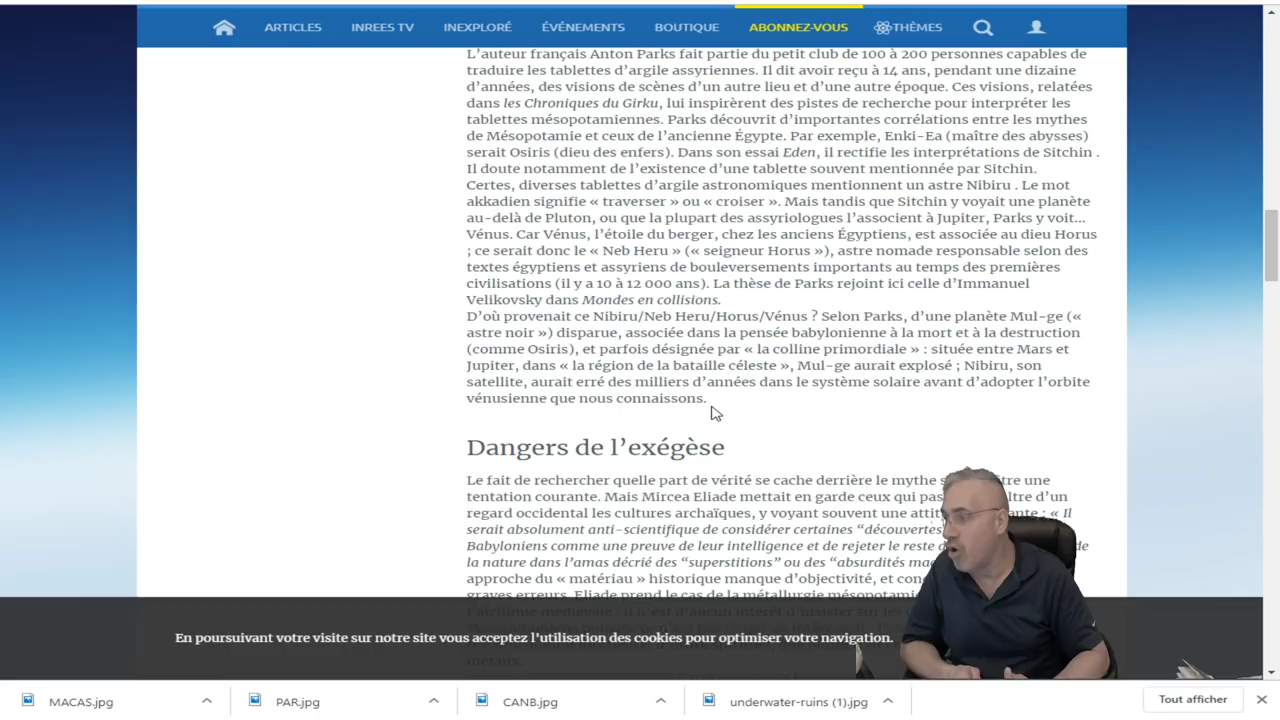 ARTICLES INREES TV INEXPLORÉ ÉVÉNEMENTS BOUTIQUE ABONNEZ-VOUS THÈMES
L'auteur français Anton Parks fait partie du petit club de 100 à 200 personnes capables de
traduire les tablettes d'argile assyriennes. Il dit avoir reçu à 14 ans, pendant une dizaine
d'années, des visions de scènes d'un autre lieu et d'une autre époque. Ces visions, relatées
dans les Chroniques du Girku, lui inspirèrent des pistes de recherche pour interpréter les
tablettes mésopotamiennes. Parks découvrit d'importantes corrélations entre les mythes
de Mésopotamie et ceux de l'ancienne Égypte. Par exemple, Enki-Ea (maître des abysses)
serait Osiris (dieu des enfers). Dans son essai Eden, il rectifie les interprétations de Sitchin .
Il doute notamment de l'existence d'une tablette souvent mentionnée par Sitchin.
Certes, diverses tablettes d'argile astronomiques mentionnent un astre Nibiru . Le mot
akkadien signifie « traverser » ou « croiser ». Mais tandis que Sitchin y voyait une planète
au-delà de Pluton, ou que la plupart des assyriologues l'associent à Jupiter, Parks y voit...
Vénus. Car Vénus, l'étoile du berger, chez les anciens Égyptiens, est associée au dieu Horus
; ce serait donc le « Neb Heru » (« seigneur Horus »), astre nomade responsable selon des
textes égyptiens et assyriens de bouleversements importants au temps des premières
civilisations (il y a 10 à 12 000 ans). La thèse de Parks rejoint ici celle d'Immanuel
Velikovsky dans Mondes en collisions.
D'où provenait ce Nibiru/Neb Heru/Horus/Vénus ? Selon Parks, d'une planète Mul-ge («
astre noir ») disparue, associée dans la pensée babylonienne à la mort et à la destruction
(comme Osiris), et parfois désignée par « la colline primordiale » : située entre Mars et
Jupiter, dans « la région de la bataille céleste », Mul-ge aurait explosé ; Nibiru, son
satellite, aurait erré des milliers d'années dans le système solaire avant d'adopter l'orbite
vénusienne que nous connaissons.
Dangers de l'exégèse
Le fait de rechercher quelle part de vérité se cache derrière le mythe une
tentation courante. Mais Mircea Eliade mettait en garde ceux qui d'un
regard occidental les cultures archaïques, y voyant souvent une : « Il
serait absolument anti-scientifique de considérer certaines "découvertes
Babyloniens comme une preuve de leur intelligence et de rejeter le reste de
la nature dans l'amas décrié des "superstitions" ou des "absurdités
approche du « matériau » historique manque d'objectivité, et
graves erreurs. Eliade prend le cas de la métallurgie
En poursuivant votre visite sur notre site vous acceptez l'utilisation des cookies pour optimiser votre navigation.
MACAS.jpg PAR.jpg CANB.jpg underwater-ruins (1).jpg Tout afficher